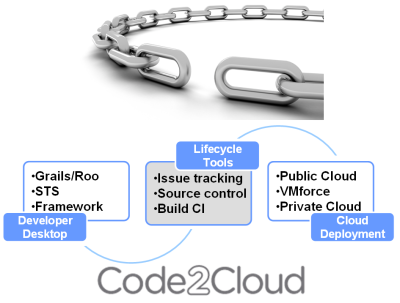 Lifecycle
Tools
•Grails/Roo
•STS
•Framework
•Issue tracking
•Source control
•Build CI
•Public Cloud
•VMforce
•Private Cloud
Developer
Desktop
Cloud
Deployment
Code2Cloud